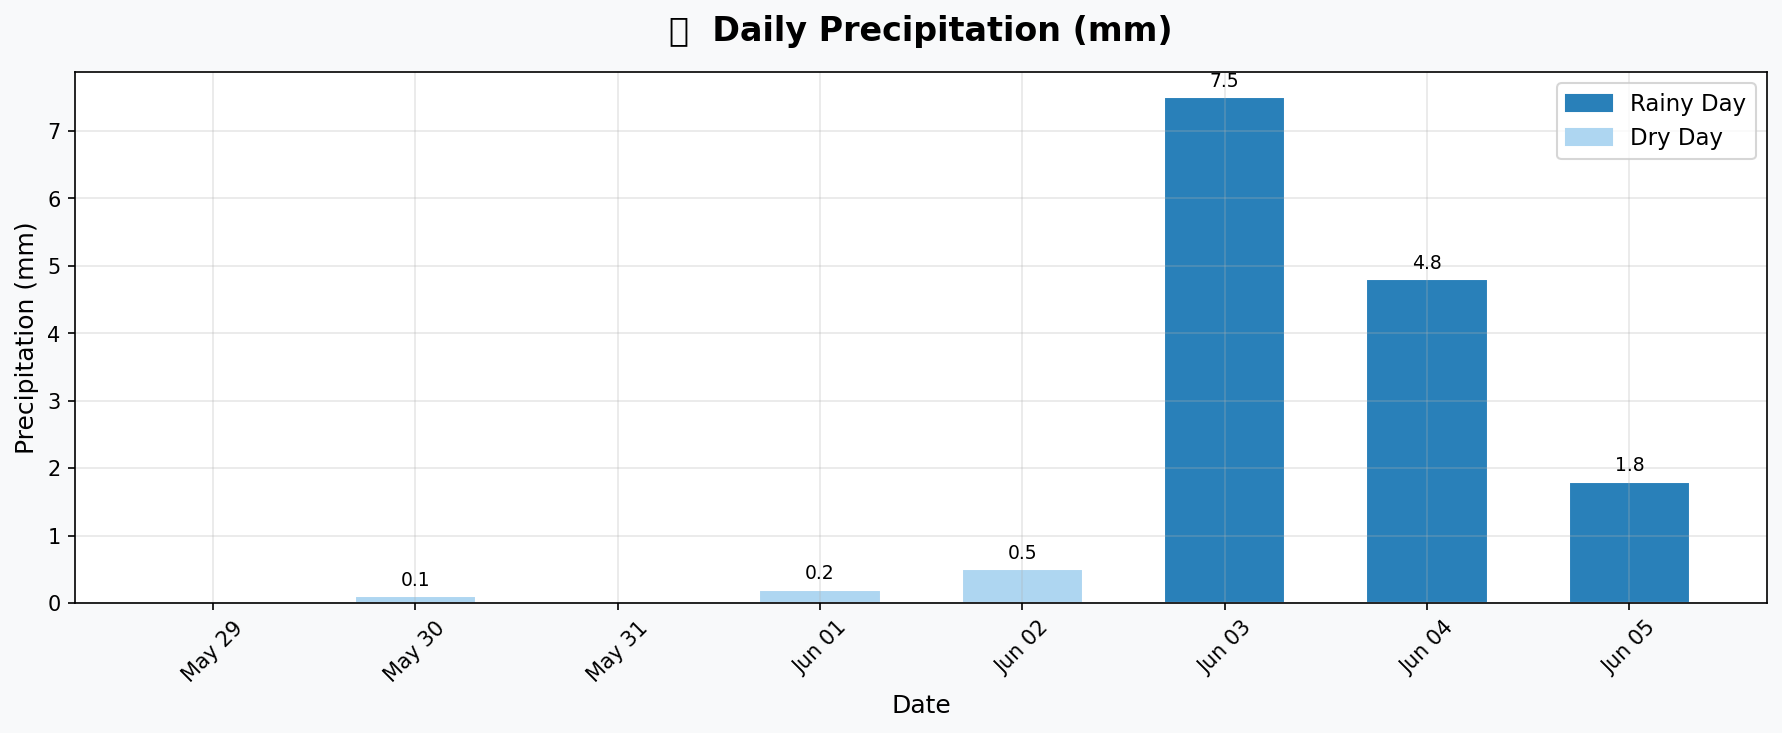 Daily Precipitation (mm)
Rainy Day
Dry Day
Precipitation (mm)
7
6
5
4
3
2
1
0
0.1
0.2
0.5
7.5
4.8
1.8
May 29
May 30
May 31
Jun 01
Jun 02
Jun 03
Jun 04
Jun 05
Date